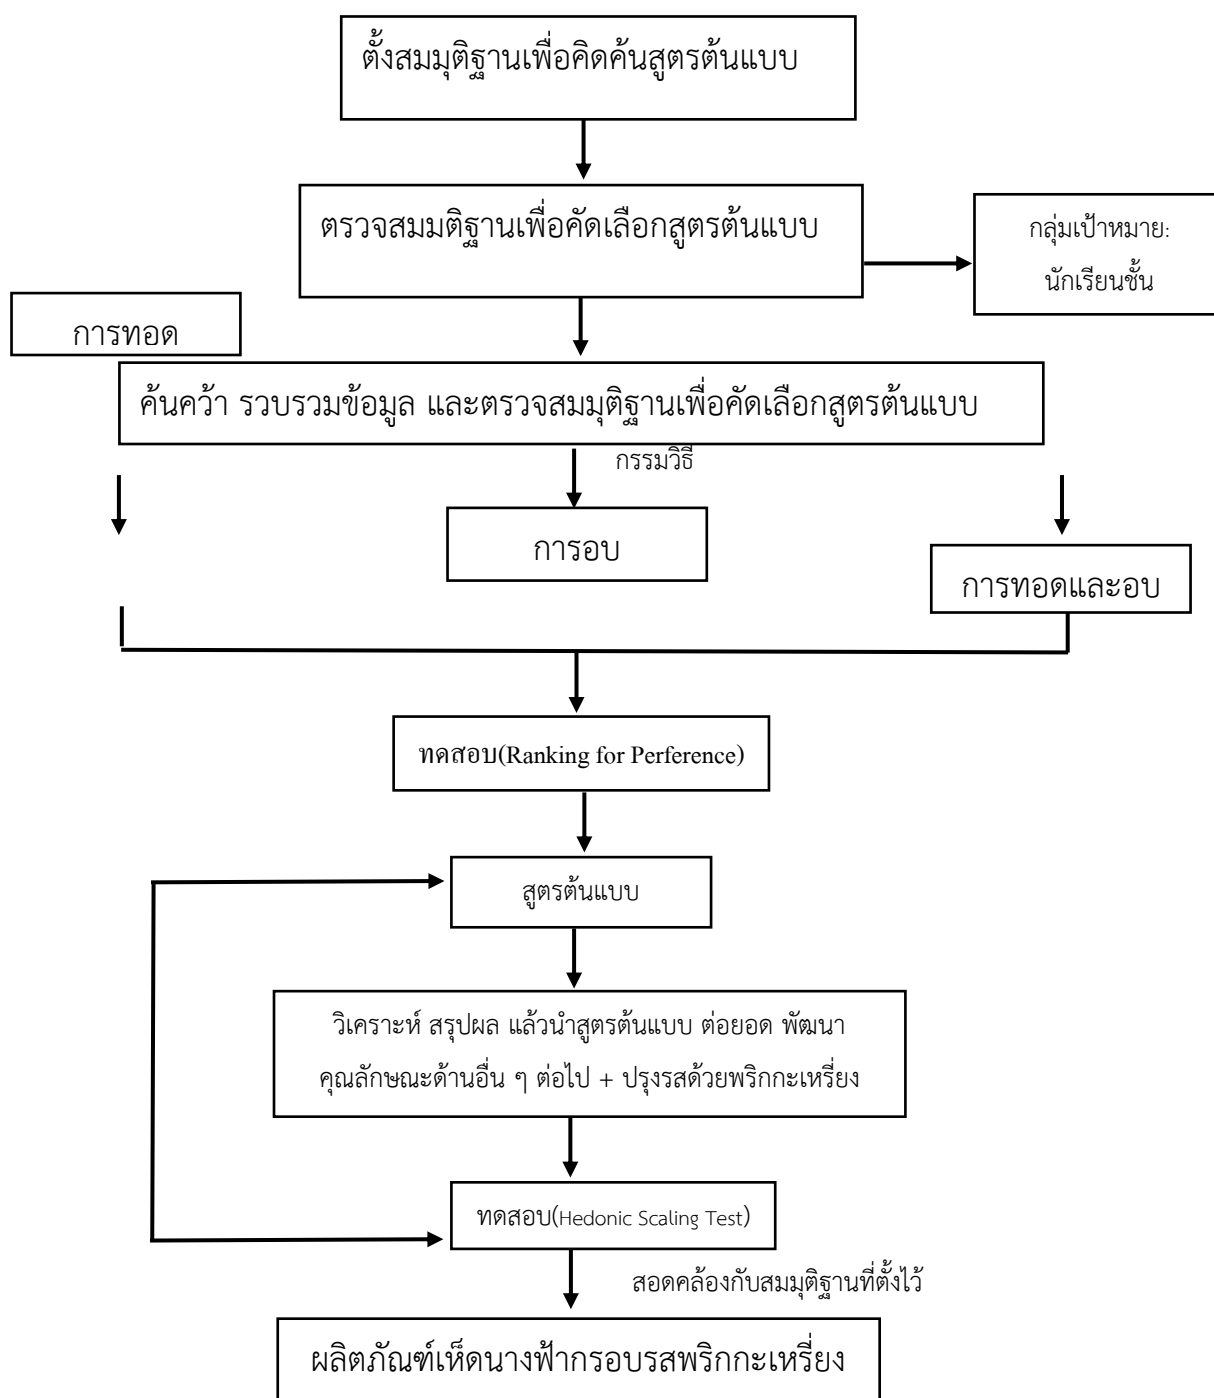 ตั้งสมมุติฐานเพื่อคิดค้นสูตรต้นแบบ
ตรวจสมมติฐานเพื่อคัดเลือกสูตรต้นแบบ
กลุ่มเป้าหมาย:
นักเรียนชั้น
การทอด
ค้นคว้า รวบรวมข้อมูล และตรวจสมมุติฐานเพื่อคัดเลือกสูตรต้นแบบ
กรรมวิธี
การอบ
การทอดและอบ
ทดสอบ(Ranking for Perference)
สูตรต้นแบบ
วิเคราะห์ สรุปผล แล้วนำสูตรต้นแบบ ต่อยอด พัฒนา
คุณลักษณะด้านอื่น ๆ ต่อไป + ปรุงรสด้วยพริกกะเหรี่ยง
ทดสอบ(Hedonic Scaling Test)
สอดคล้องกับสมมุติฐานที่ตั้งไว้
ผลิตภัณฑ์เห็ดนางฟ้ากรอบรสพริกกะเหรี่ยง